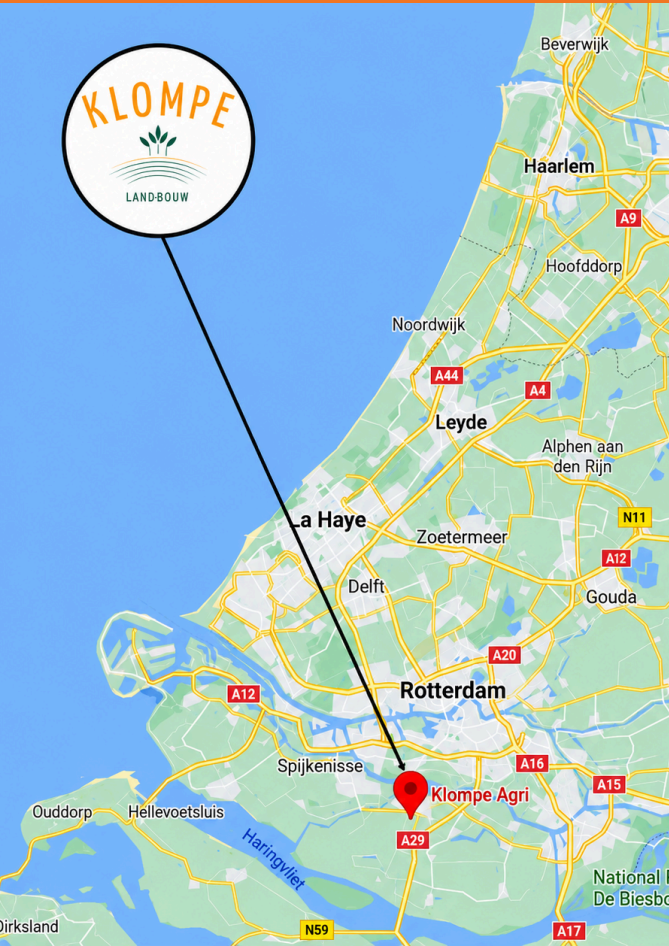 Beverwijk
KLOMPE
LAND-BOUW
Haarlem
A9
Hoofddorp
Noordwijk
A44
A4
Leyde
Alphen aan
den Rijn
N11
La Haye
Zoetermeer
A12
Delft
Gouda
A20
Rotterdam
A12
Spijkenisse
A16
A15
Klompe Agri
Ouddorp
Hellevoetsluis
A29
Haringvliet
National
De Biesbo
Dirksland
N59
A17